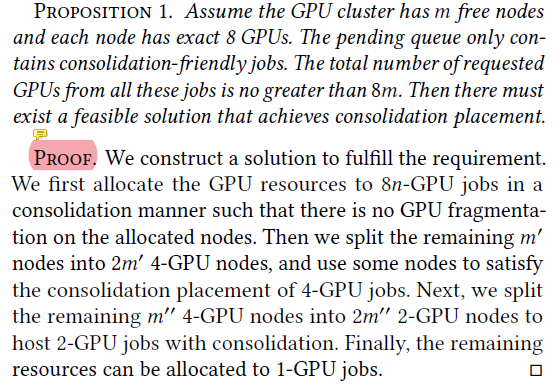 PROPOSITION 1. Assume the GPU cluster has m free nodes
and each node has exact 8 GPUs. The pending queue only con-
tains consolidation-friendly jobs. The total number of requested
GPUs from all these jobs is no greater than 8m. Then there must
exist a feasible solution that achieves consolidation placement.
PROOF. We construct a solution to fulfill the requirement.
We first allocate the GPU resources to 8n-GPU jobs in a
consolidation manner such that there is no GPU fragmenta-
tion on the allocated nodes. Then we split the remaining m′
nodes into 2m′ 4-GPU nodes, and use some nodes to satisfy
the consolidation placement of 4-GPU jobs. Next, we split
the remaining m′′ 4-GPU nodes into 2m′′ 2-GPU nodes to
host 2-GPU jobs with consolidation. Finally, the remaining
resources can be allocated to 1-GPU jobs. □